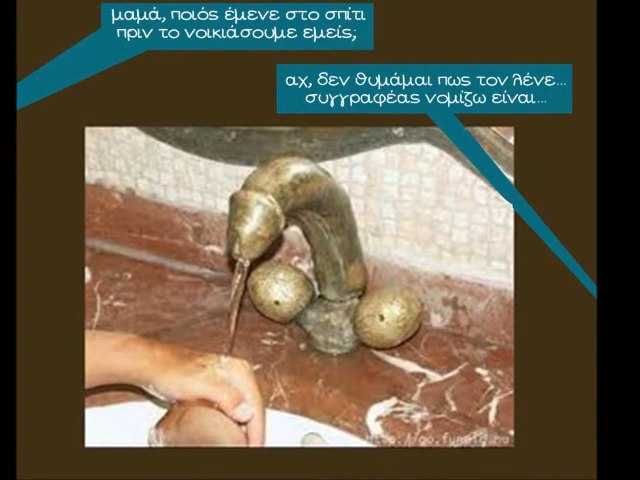 μαμά, ποιός έμενε στο σπίτι
πριν το νοικιάσουμε εμείς;
αχ, δεν θυμάμαι πως τον λένε...
συγγραφέας νομίζω είναι...